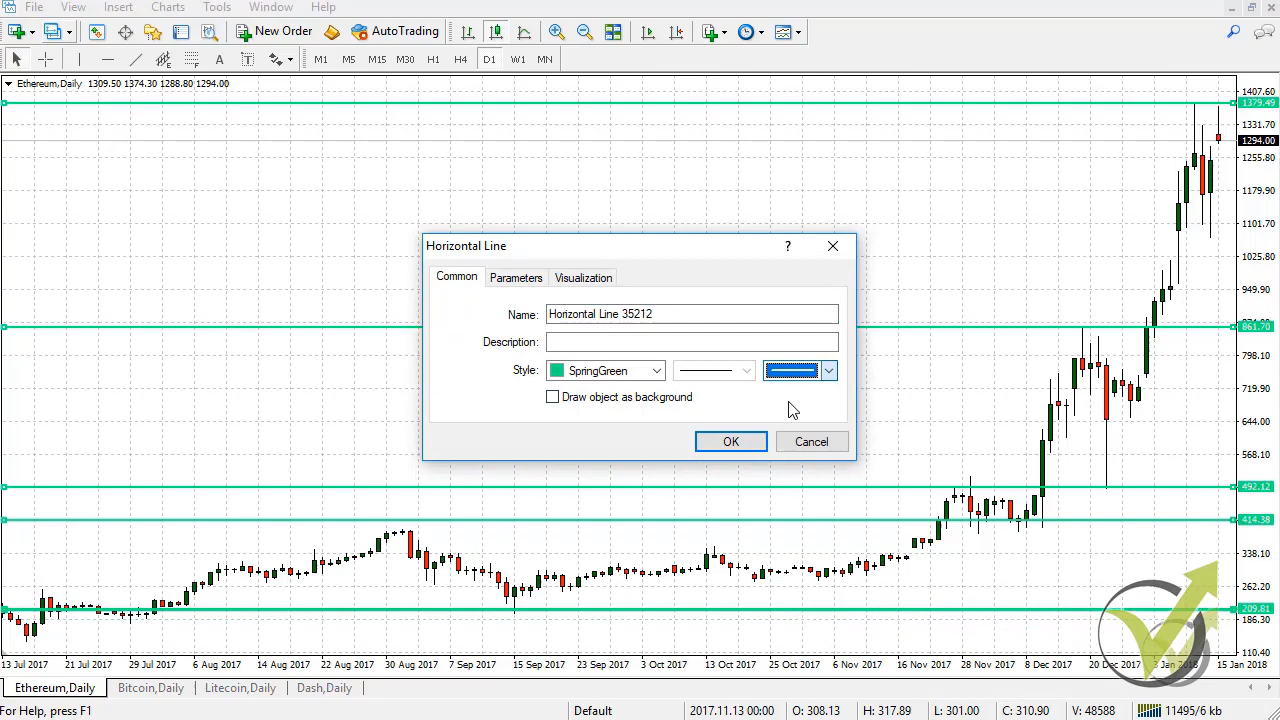 File View Insert Charts Tools Window Help
New Order AutoTrading
M1 M5 M15 M30 H1 H4 D1 W1 MN
Ethereum,Daily 1309.50 1374.30 1288.80 1294.00
1407.60
1379.49
1331.70
1294.00
1255.80
1179.90
1101.70
1025.80
949.90
861.70
798.10
719.90
644.00
568.10
492.12
414.38
338.10
262.20
209.81
186.30
110.40
Horizontal Line ?
Common Parameters Visualization
Name: Horizontal Line 35212
Description:
Style: SpringGreen
Draw object as background
OK Cancel
13 Jul 2017 21 Jul 2017 29 Jul 2017 6 Aug 2017 14 Aug 2017 22 Aug 2017 30 Aug 2017 7 Sep 2017 15 Sep 2017 23 Sep 2017 3 Oct 2017 13 Oct 2017 25 Oct 2017 6 Nov 2017 16 Nov 2017 28 Nov 2017 8 Dec 2017 20 Dec 2017 3 Jan 2018 15 Jan 2018
Ethereum,Daily Bitcoin,Daily Litecoin,Daily Dash,Daily
For Help, press F1 Default 2017.11.13 00:00 O: 308.13 H: 317.89 L: 301.00 C: 310.90 V: 48588 11495/6 kb